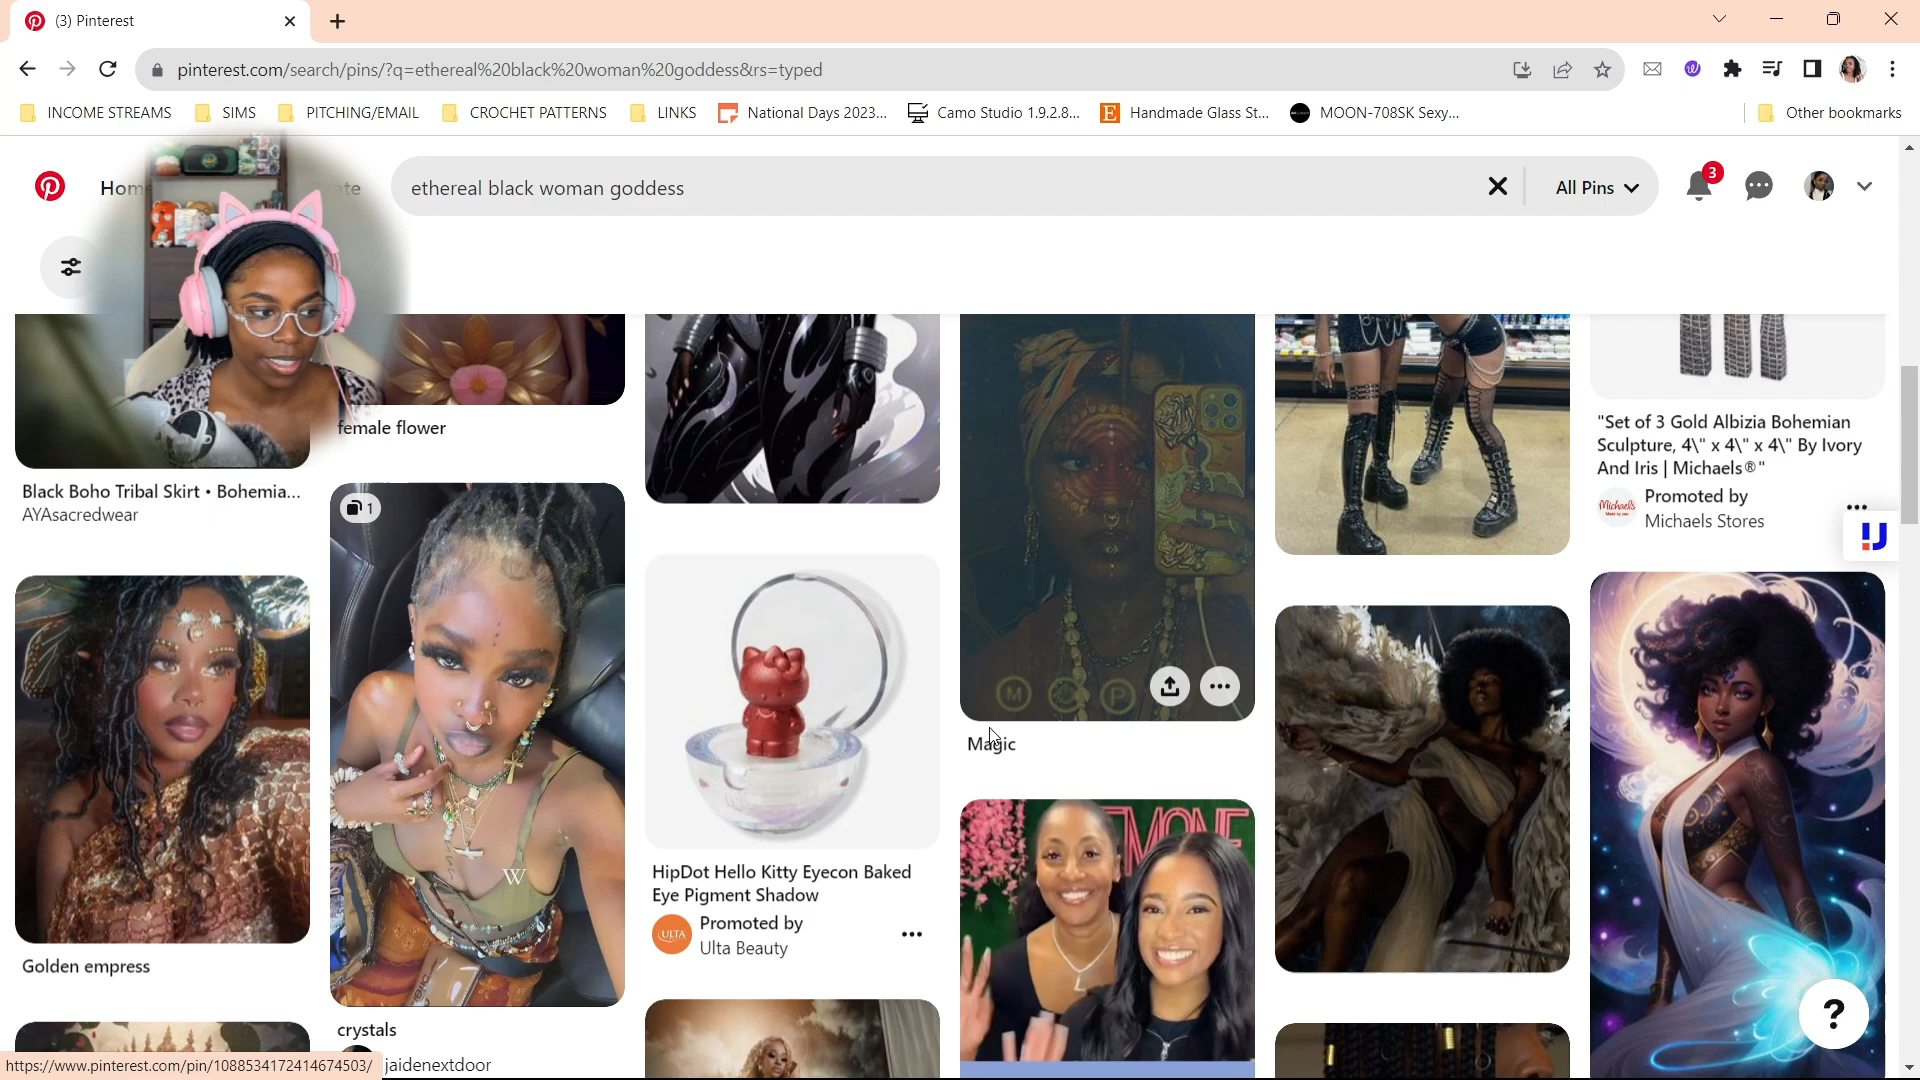 (3) Pinterest
pinterest.com/search/pins/?q=ethereal%20black%20woman%20goddess&rs=typed
INCOME STREAMS
SIMS
PITCHING/EMAIL
CROCHET PATTERNS
LINKS
National Days 2023...
Camo Studio 1.9.2.8...
Handmade Glass St...
MOON-708SK Sexy...
Other bookmarks
Home
ethereal black woman goddess
All Pins
3
Black Boho Tribal Skirt • Bohemia...
AYAsacredwear
female flower
1
"Set of 3 Gold Albizia Bohemian
Sculpture, 4\" x 4\" x 4\" By Ivory
And Iris | Michaels®"
Michaels
Promoted by
Michaels Stores
W
M
P
Magic
HipDot Hello Kitty Eyecon Baked
Eye Pigment Shadow
ULTA
Promoted by
Ulta Beauty
Golden empress
crystals
jaidenextdoor
?
https://www.pinterest.com/pin/1088534172414674503/